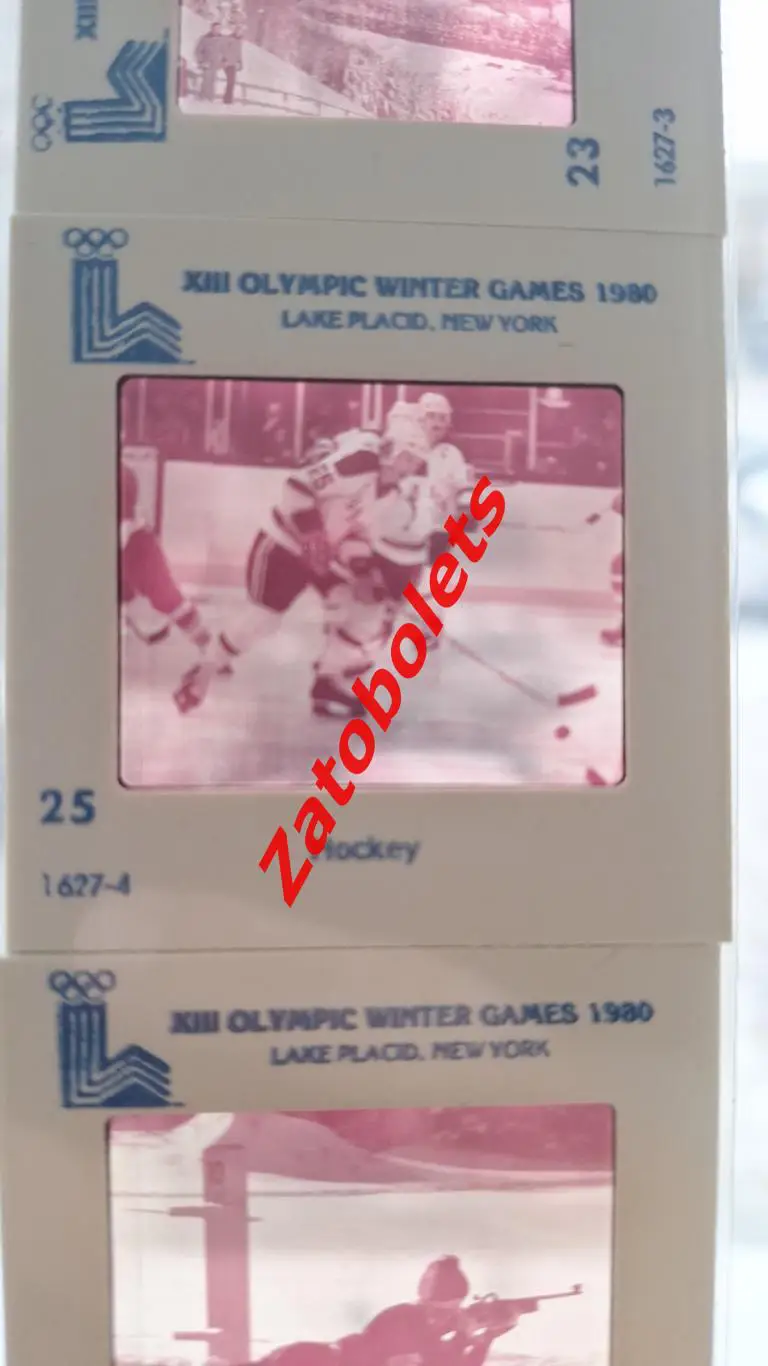 XIII
23
1627-3
XIII OLYMPIC WINTER GAMES 1980
LAKE PLACID, NEW YORK
25
Hockey
1627-4
Zatobolets
XIII OLYMPIC WINTER GAMES 1980
LAKE PLACID, NEW YORK